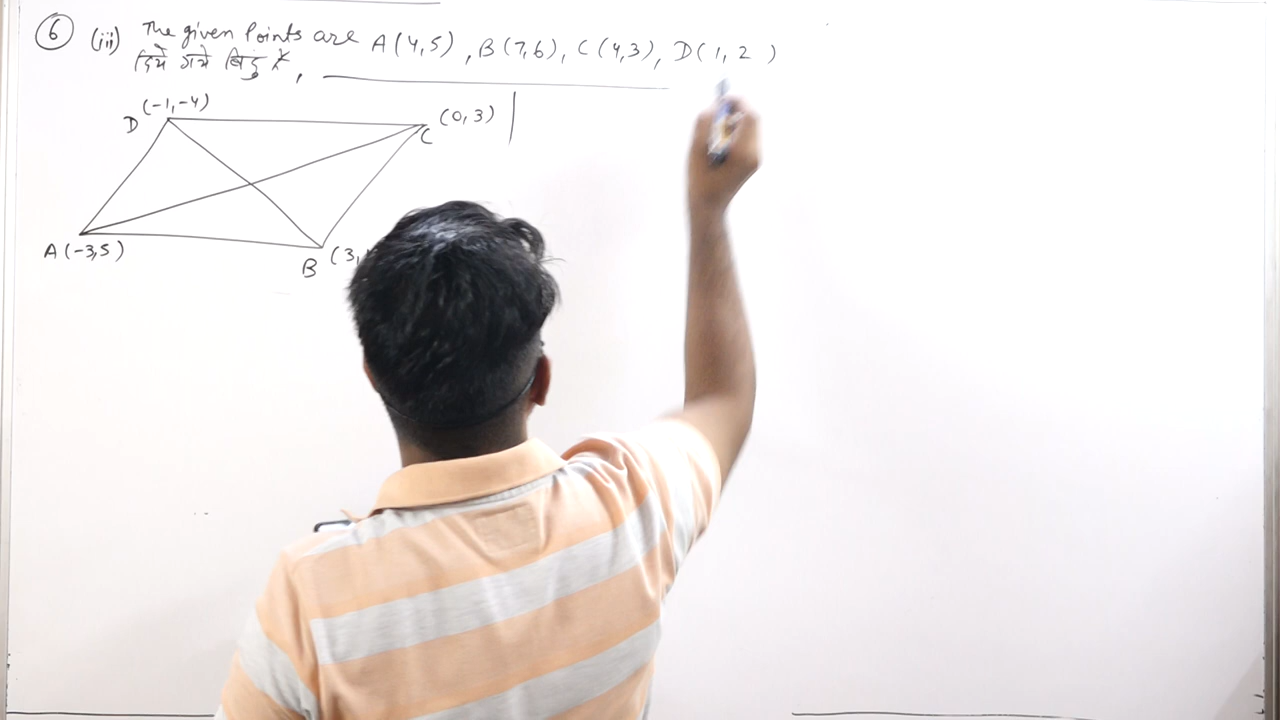 6 (iii) The given Points are A(4,5), B(7,6), C(4,3), D(1,2)
दिये गये बिंदु है,
D (-1,-4)
C (0,3)
A (-3,5)
B (3,